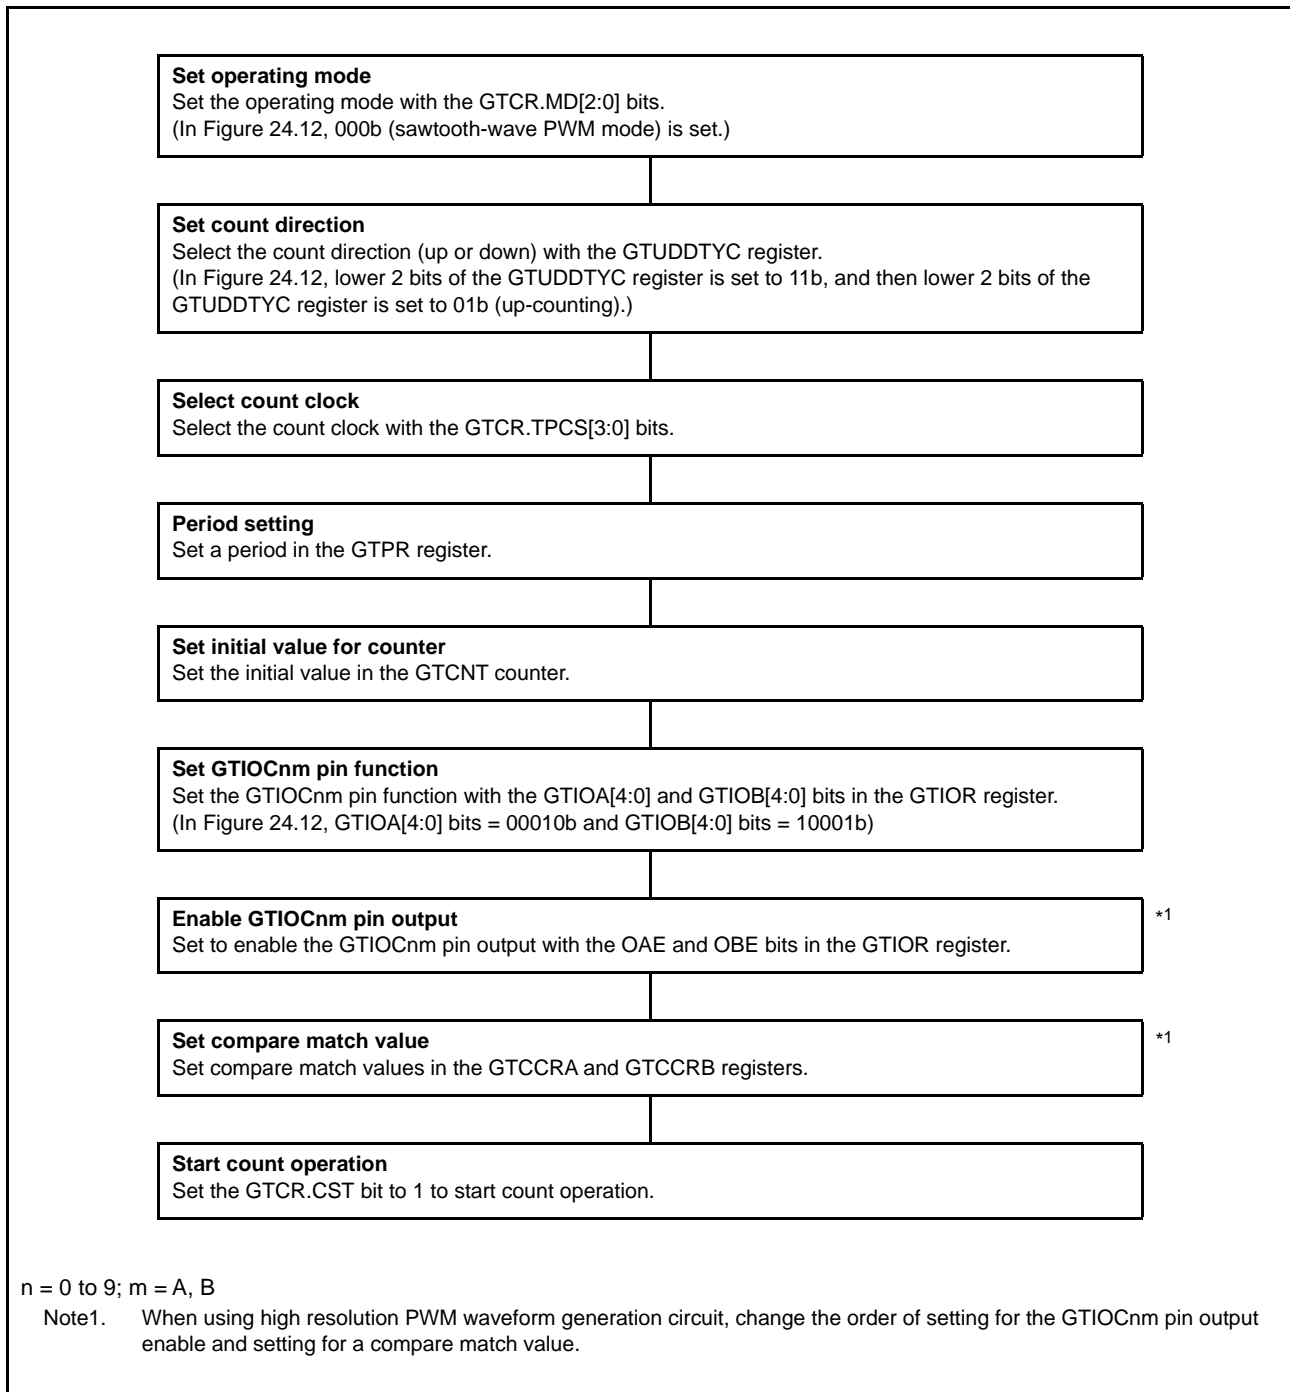 Set operating mode
Set the operating mode with the GTCR.MD[2:0] bits.
(In Figure 24.12, 000b (sawtooth-wave PWM mode) is set.)
Set count direction
Select the count direction (up or down) with the GTUDDTYC register.
(In Figure 24.12, lower 2 bits of the GTUDDTYC register is set to 11b, and then lower 2 bits of the
GTUDDTYC register is set to 01b (up-counting).)
Select count clock
Select the count clock with the GTCR.TPCS[3:0] bits.
Period setting
Set a period in the GTPR register.
Set initial value for counter
Set the initial value in the GTCNT counter.
Set GTIOCnm pin function
Set the GTIOCnm pin function with the GTIOA[4:0] and GTIOB[4:0] bits in the GTIOR register.
(In Figure 24.12, GTIOA[4:0] bits = 00010b and GTIOB[4:0] bits = 10001b)
Enable GTIOCnm pin output *1
Set to enable the GTIOCnm pin output with the OAE and OBE bits in the GTIOR register.
Set compare match value *1
Set compare match values in the GTCCRA and GTCCRB registers.
Start count operation
Set the GTCR.CST bit to 1 to start count operation.
n = 0 to 9; m = A, B
Note1. When using high resolution PWM waveform generation circuit, change the order of setting for the GTIOCnm pin output
enable and setting for a compare match value.